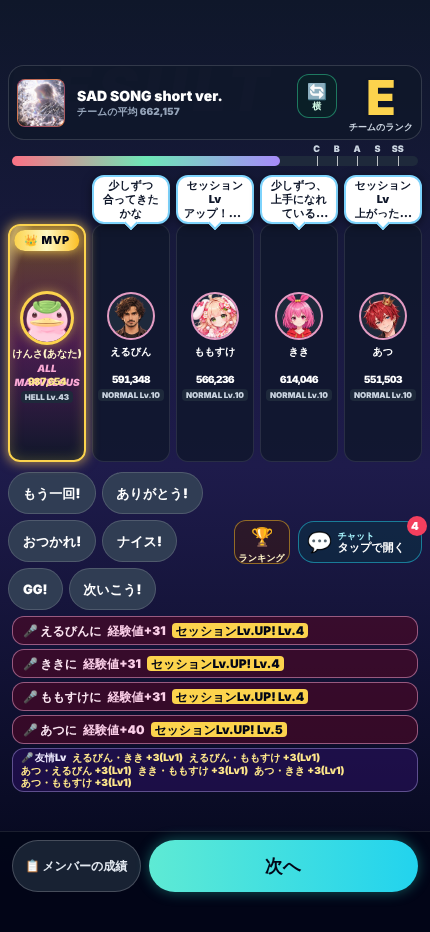 SAD SONG short ver.
チームの平均 662,157
横
E
チームのランク
C B A S SS
少しずつ
合ってきた
かな
セッション
Lv
アップ！…
少しずつ、
上手になれ
ている…
セッション
Lv
上がった…
MVP
けんさ(あなた)
ALL
MARVELOUS
HELL Lv.43
えるびん
591,348
NORMAL Lv.10
ももすけ
566,236
NORMAL Lv.10
きき
614,046
NORMAL Lv.10
あつ
551,503
NORMAL Lv.10
もう一回!
ありがとう!
おつかれ!
ナイス!
ランキング
チャット
タップで開く
4
GG!
次いこう!
えるびんに 経験値+31 セッションLv.UP! Lv.4
ききに 経験値+31 セッションLv.UP! Lv.4
ももすけに 経験値+31 セッションLv.UP! Lv.4
あつに 経験値+40 セッションLv.UP! Lv.5
友情Lv えるびん・きき +3(Lv1) えるびん・ももすけ +3(Lv1)
あつ・えるびん +3(Lv1) きき・ももすけ +3(Lv1) あつ・きき +3(Lv1)
あつ・ももすけ +3(Lv1)
メンバーの成績
次へ